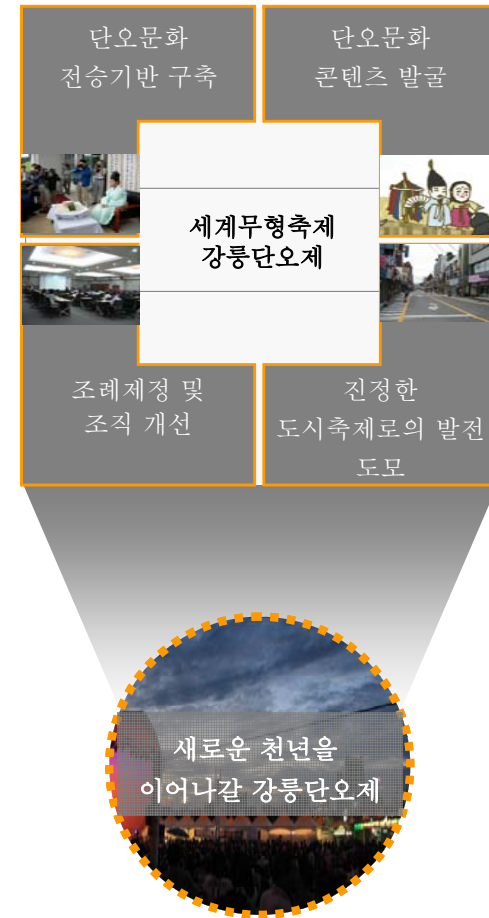 단오문화
전승기반 구축
단오문화
콘텐츠 발굴
세계무형축제
강릉단오제
조례제정 및
조직 개선
진정한
도시축제로의 발전
도모
새로운 천년을
이어나갈 강릉단오제